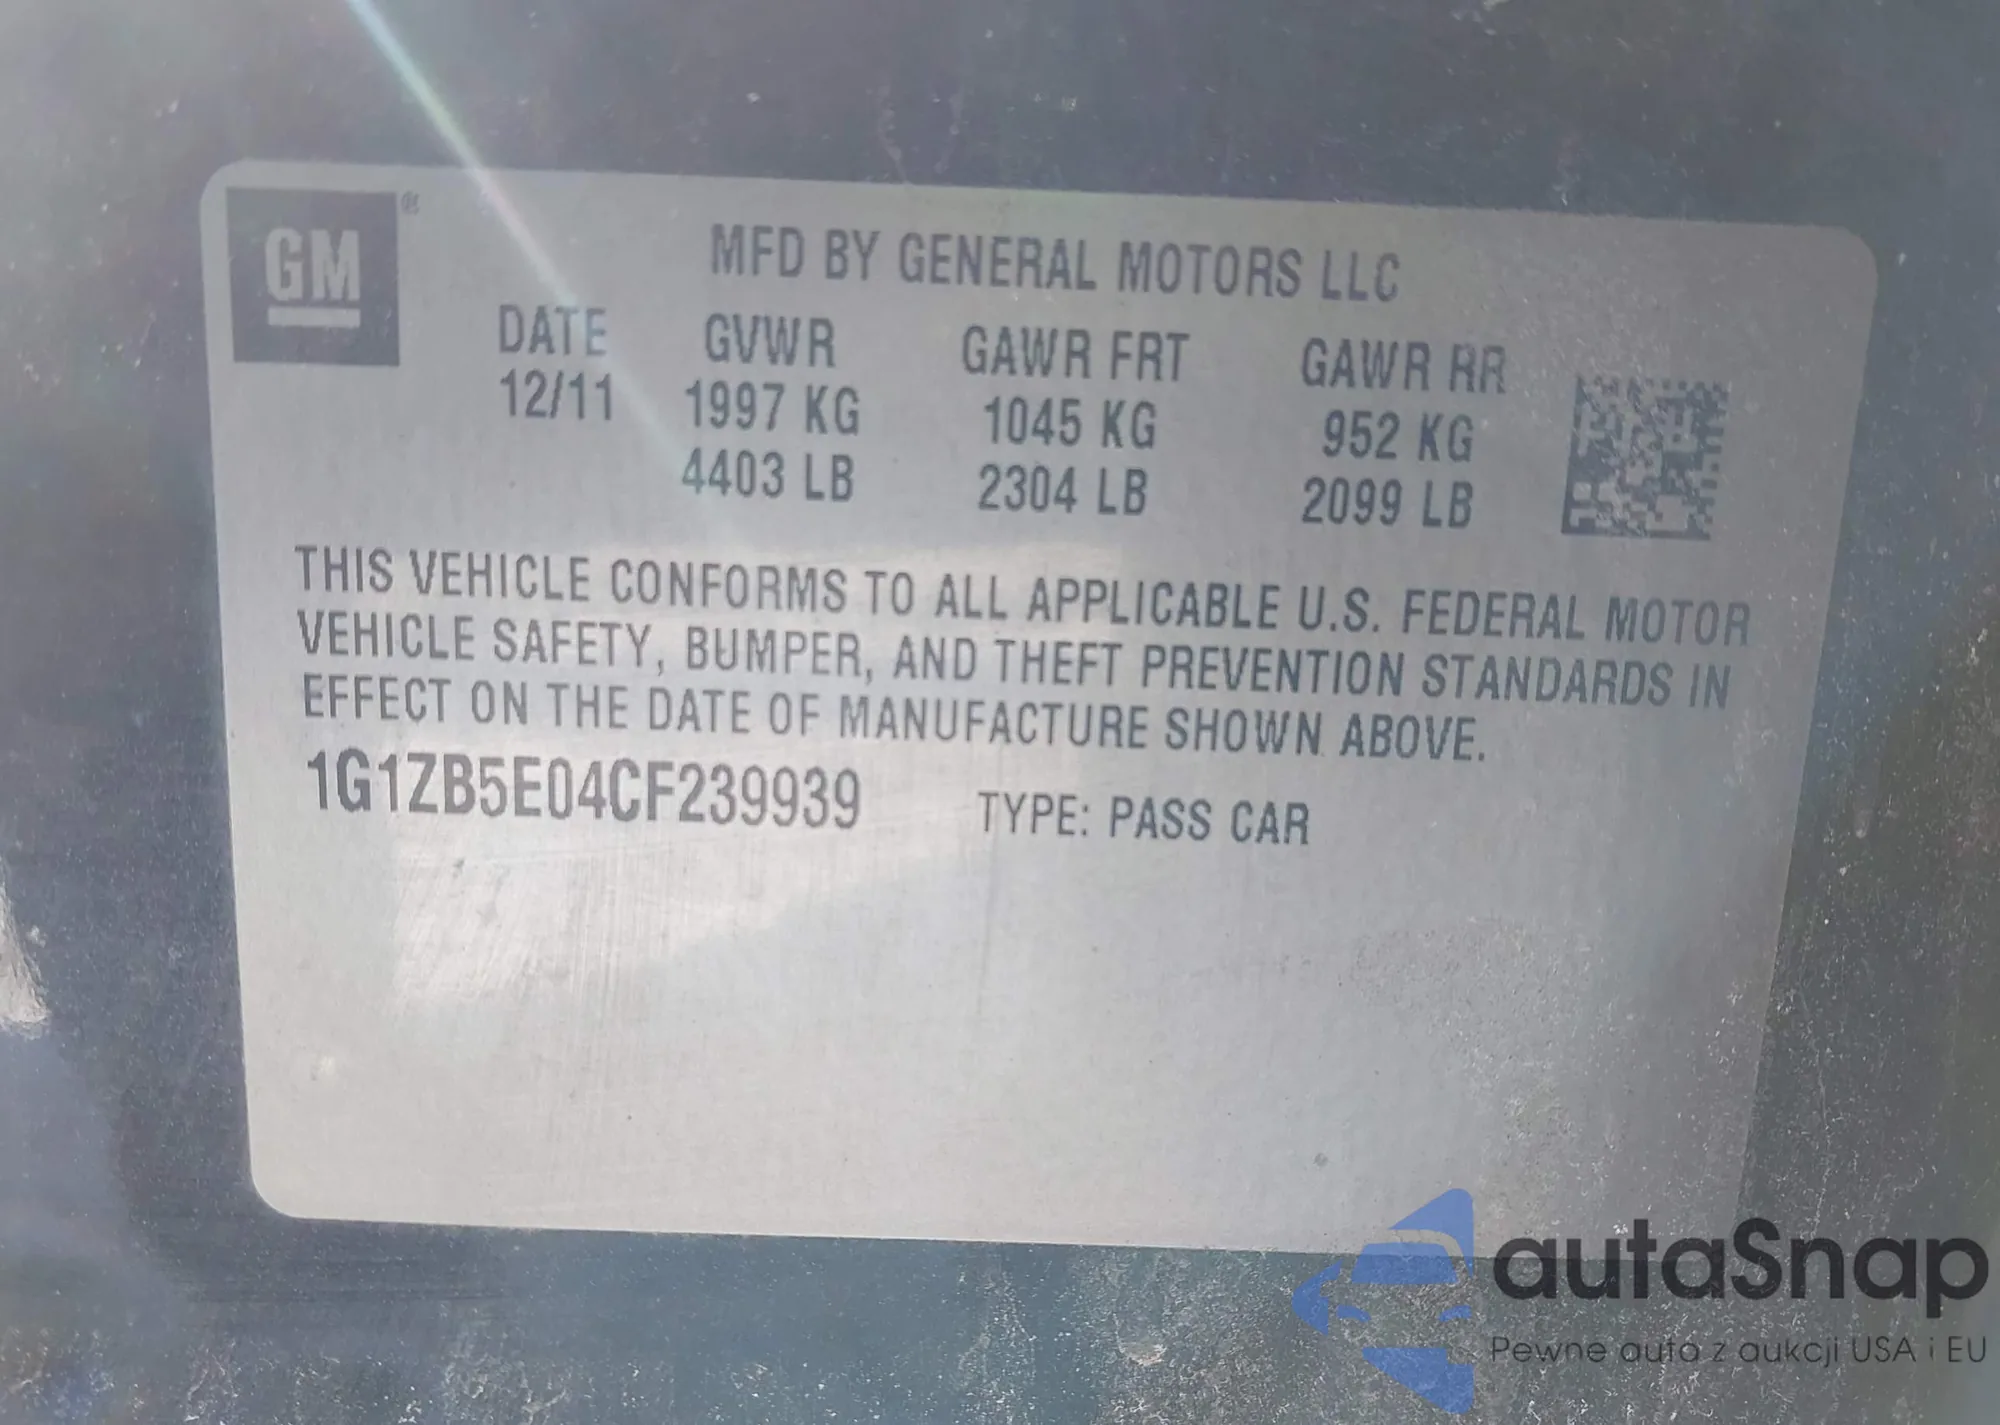 GM®
MFD BY GENERAL MOTORS LLC
DATE GVWR GAWR FRT GAWR RR
12/11 1997 KG 1045 KG 952 KG
4403 LB 2304 LB 2099 LB
THIS VEHICLE CONFORMS TO ALL APPLICABLE U.S. FEDERAL MOTOR
VEHICLE SAFETY, BUMPER, AND THEFT PREVENTION STANDARDS IN
EFFECT ON THE DATE OF MANUFACTURE SHOWN ABOVE.
1G1ZB5E04CF239939 TYPE: PASS CAR
autaSnap
Pewne auta z aukcji USA i EU